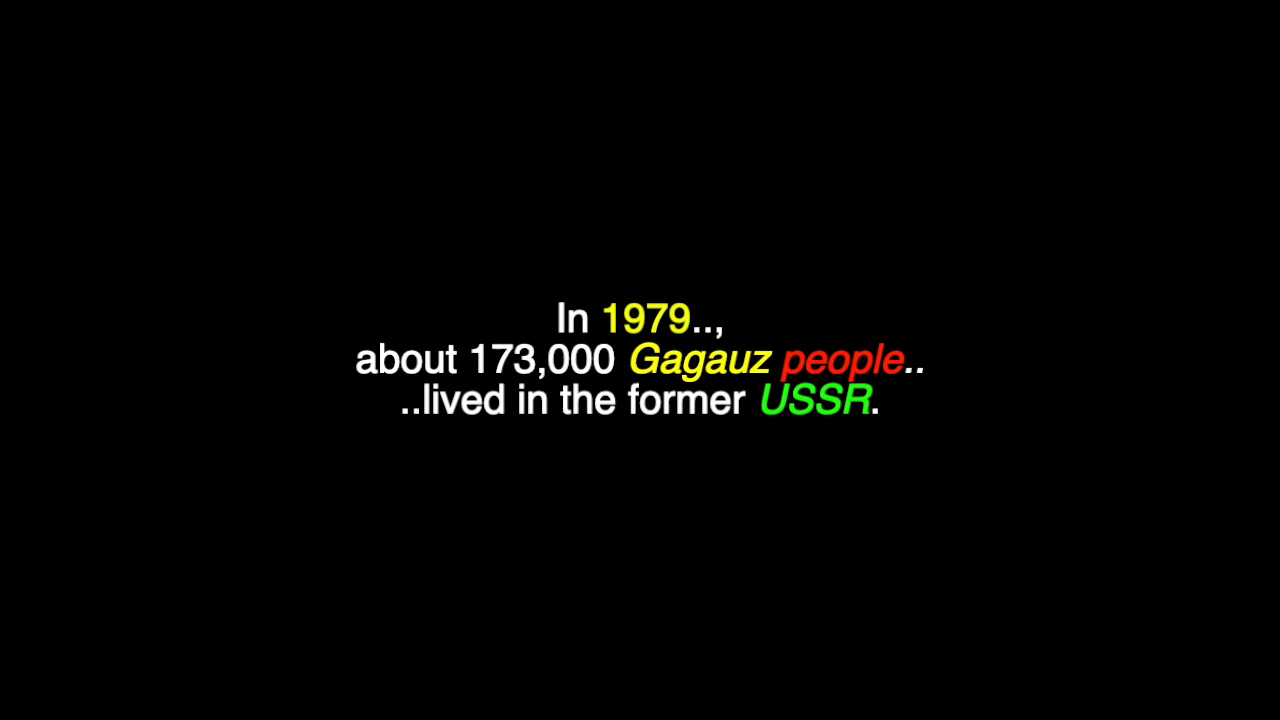 In 1979..,
about 173,000 Gagauz people..
..lived in the former USSR.